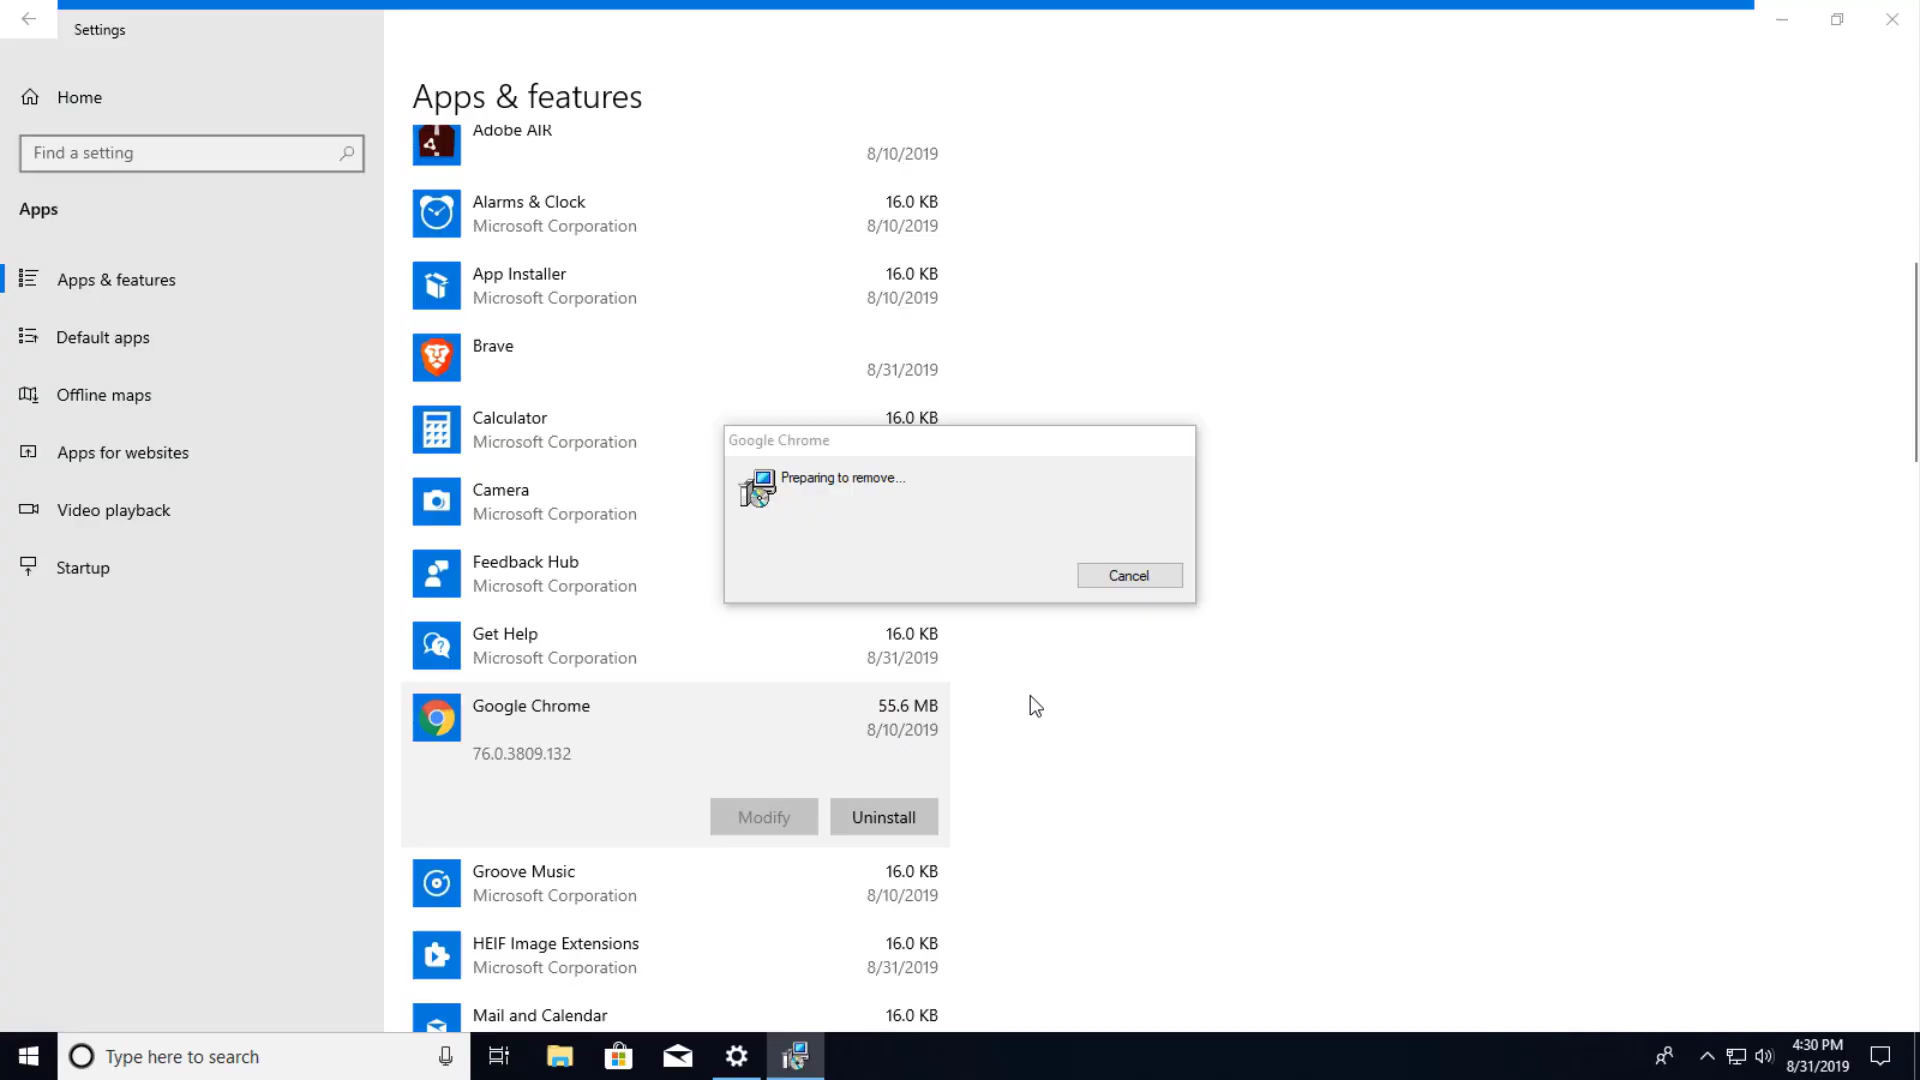 Settings
Home
Find a setting
Apps
Apps & features
Default apps
Offline maps
Apps for websites
Video playback
Startup
Apps & features
Adobe AIR
8/10/2019
Alarms & Clock 16.0 KB
Microsoft Corporation 8/10/2019
App Installer 16.0 KB
Microsoft Corporation 8/10/2019
Brave
8/31/2019
Calculator 16.0 KB
Microsoft Corporation
Camera
Microsoft Corporation
Feedback Hub
Microsoft Corporation
Google Chrome
Preparing to remove...
Cancel
Get Help 16.0 KB
Microsoft Corporation 8/31/2019
Google Chrome 55.6 MB
8/10/2019
76.0.3809.132
Modify Uninstall
Groove Music 16.0 KB
Microsoft Corporation 8/10/2019
HEIF Image Extensions 16.0 KB
Microsoft Corporation 8/31/2019
Mail and Calendar 16.0 KB
Type here to search
4:30 PM
8/31/2019